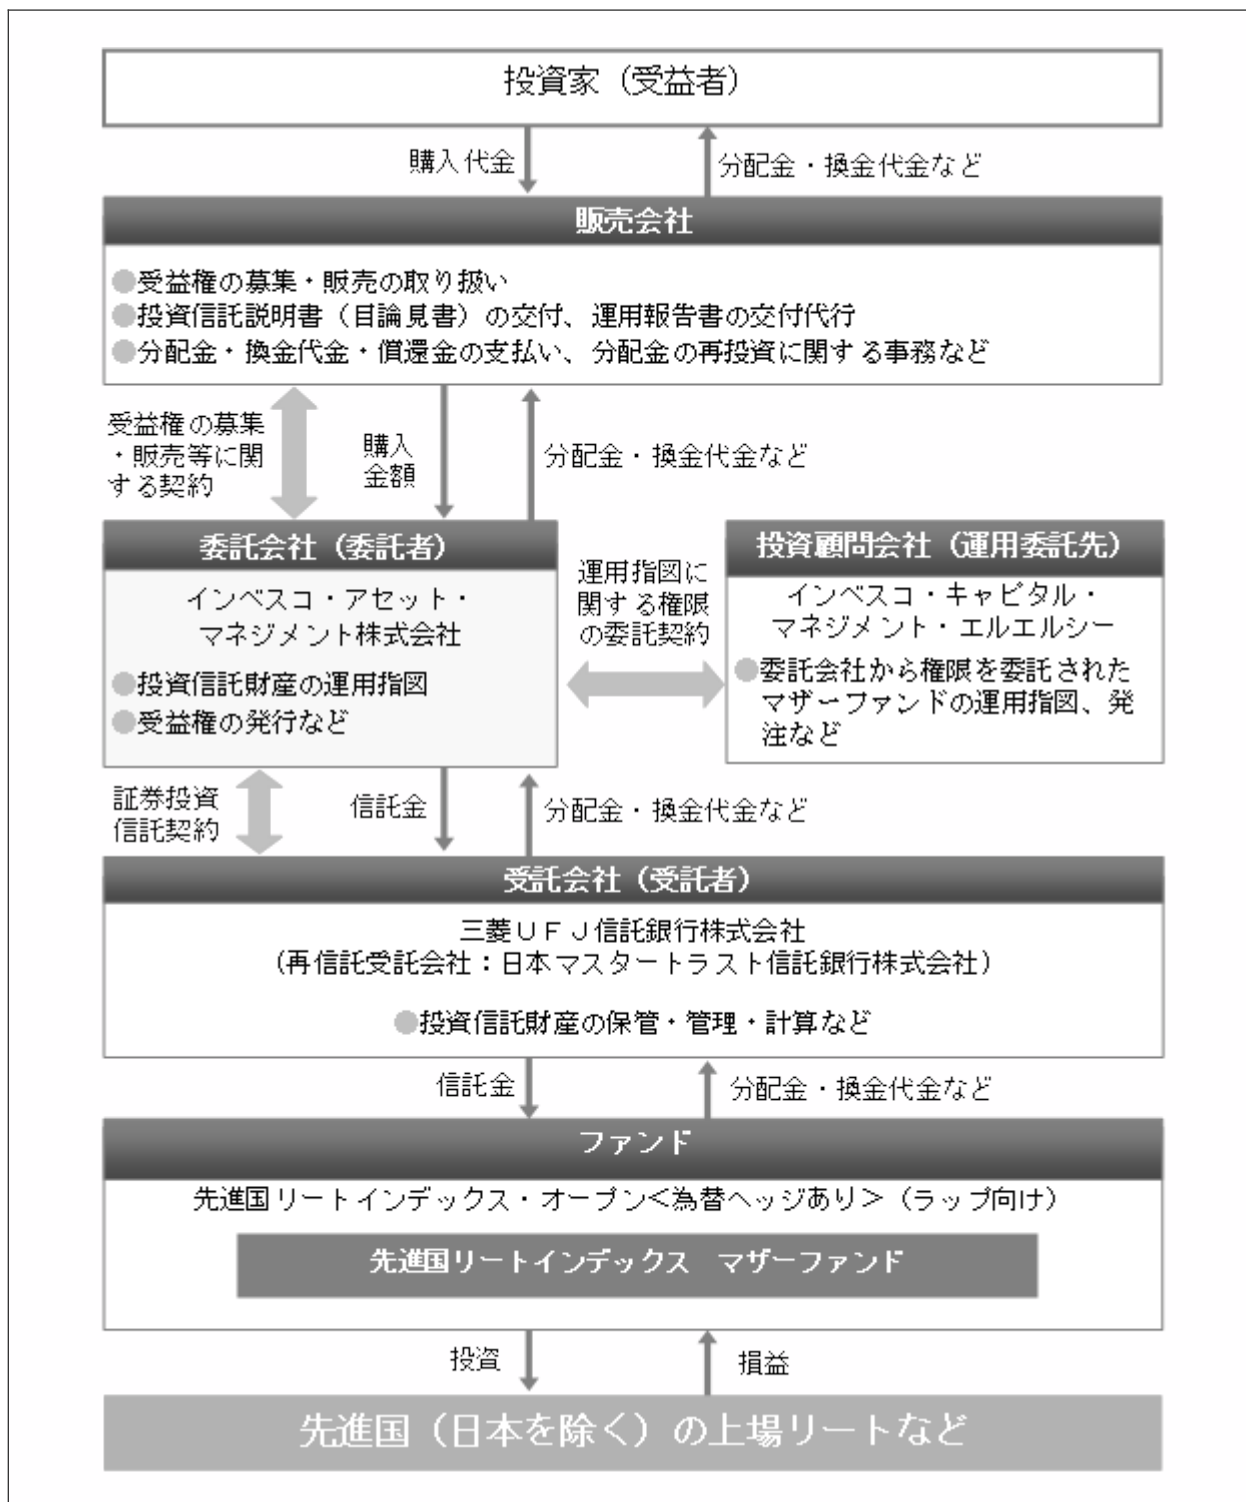 投資家（受益者）
購入代金
分配金・換金代金など
販売会社
●受益権の募集・販売の取り扱い
●投資信託説明書（目論見書）の交付、運用報告書の交付代行
●分配金・換金代金・償還金の支払い、分配金の再投資に関する事務など
受益権の募集
・販売等に関
する契約
購入
金額
分配金・換金代金など
委託会社（委託者）
インベスコ・アセット・
マネジメント株式会社
●投資信託財産の運用指図
●受益権の発行など
運用指図に
関する権限
の委託契約
投資顧問会社（運用委託先）
インベスコ・キャピタル・
マネジメント・エルエルシー
●委託会社から権限を委託された
マザーファンドの運用指図、発
注など
証券投資
信託契約
信託金
分配金・換金代金など
受託会社（受託者）
三菱ＵＦＪ信託銀行株式会社
（再信託受託会社：日本マスタートラスト信託銀行株式会社）
●投資信託財産の保管・管理・計算など
信託金
分配金・換金代金など
ファンド
先進国リートインデックス・オープン＜為替ヘッジあり＞（ラップ向け）
先進国リートインデックス　マザーファンド
投資
損益
先進国（日本を除く）の上場リートなど